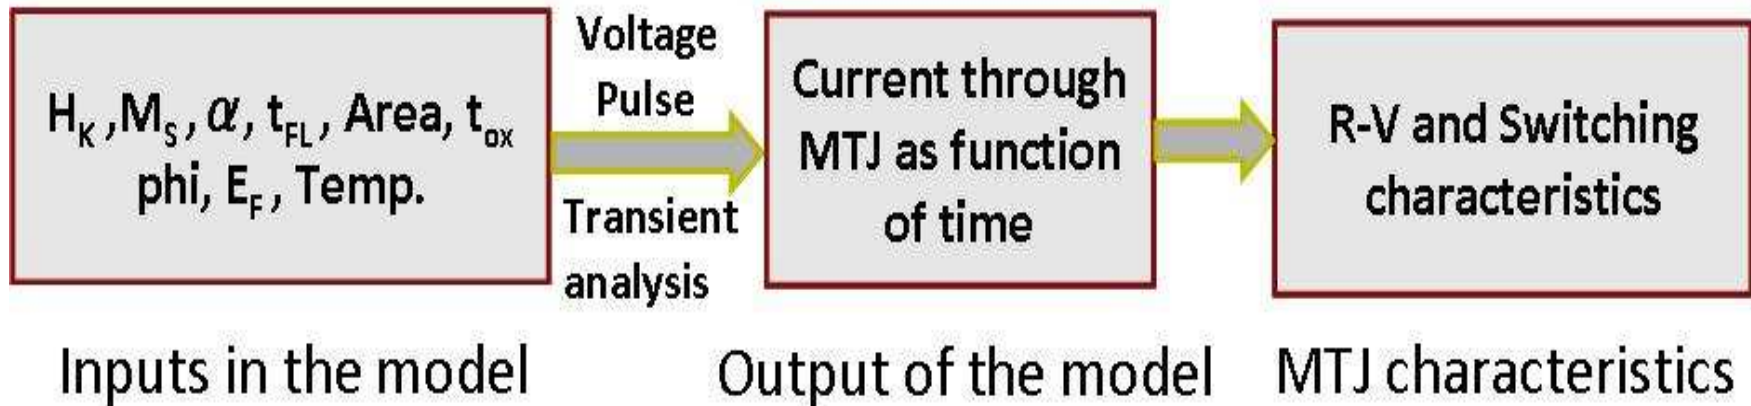 H_K ,M_S , α, t_FL , Area, t_ox
phi, E_F , Temp.
Voltage
Pulse
Transient
analysis
Current through
MTJ as function
of time
R-V and Switching
characteristics
Inputs in the model
Output of the model
MTJ characteristics